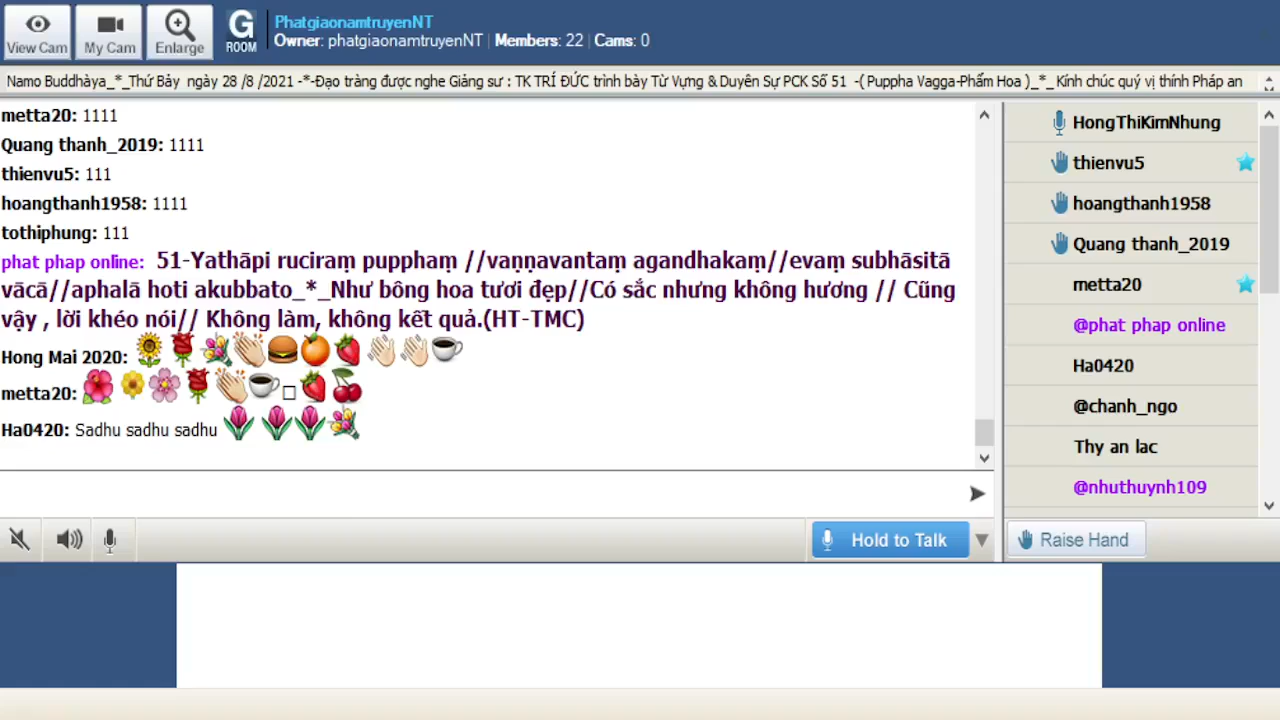 View Cam
My Cam
Enlarge
G
ROOM
PhatgiaonamtruyenNT
Owner: phatgiaonamtruyenNT | Members: 22 | Cams: 0
Namo Buddhàya_*_Thứ Bảy ngày 28 /8 /2021 -*-Đạo tràng được nghe Giảng sư : TK TRÍ ĐỨC trình bày Từ Vựng & Duyên Sự PCK Số 51 -( Puppha Vagga-Phẩm Hoa )_*_ Kính chúc quý vị thính Pháp an
metta20: 1111
Quang thanh_2019: 1111
thienvu5: 111
hoangthanh1958: 1111
tothiphung: 111
phat phap online: 51-Yathāpi ruciraṃ pupphaṃ //vaṇṇavantaṃ agandhakaṃ//evaṃ subhāsitā
vācā//aphalā hoti akubbato_*_Như bông hoa tươi đẹp//Có sắc nhưng không hương // Cũng
vậy , lời khéo nói// Không làm, không kết quả.(HT-TMC)
Hong Mai 2020: 🌻🌹💐👏🍔🍊🍓👋👋☕
metta20: 🌺🌼🌸🌹👏☕□🍓🍒
Ha0420: Sadhu sadhu sadhu 🌷🌷🌷💐
Hold to Talk
HongThiKimNhung
thienvu5
hoangthanh1958
Quang thanh_2019
metta20
@phat phap online
Ha0420
@chanh_ngo
Thy an lac
@nhuthuynh109
Raise Hand